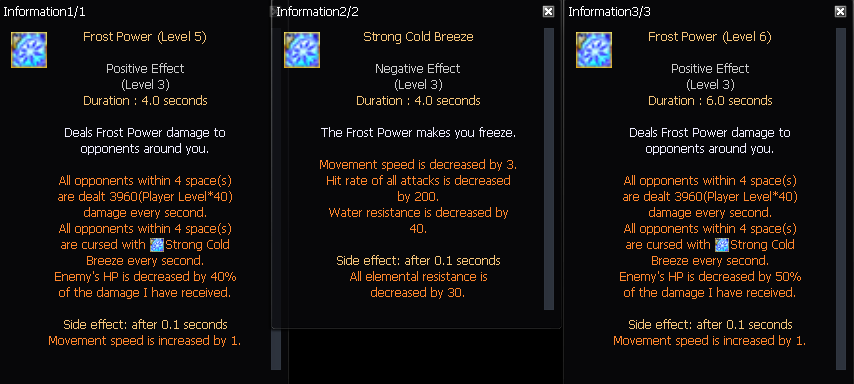 Information1/1
Frost Power (Level 5)
Positive Effect
(Level 3)
Duration : 4.0 seconds
Deals Frost Power damage to
opponents around you.
All opponents within 4 space(s)
are dealt 3960(Player Level*40)
damage every second.
All opponents within 4 space(s)
are cursed with Strong Cold
Breeze every second.
Enemy's HP is decreased by 40%
of the damage I have received.
Side effect: after 0.1 seconds
Movement speed is increased by 1.
Information2/2
Strong Cold Breeze
Negative Effect
(Level 3)
Duration : 4.0 seconds
The Frost Power makes you freeze.
Movement speed is decreased by 3.
Hit rate of all attacks is decreased
by 200.
Water resistance is decreased by
40.
Side effect: after 0.1 seconds
All elemental resistance is
decreased by 30.
Information3/3
Frost Power (Level 6)
Positive Effect
(Level 3)
Duration : 6.0 seconds
Deals Frost Power damage to
opponents around you.
All opponents within 4 space(s)
are dealt 3960(Player Level*40)
damage every second.
All opponents within 4 space(s)
are cursed with Strong Cold
Breeze every second.
Enemy's HP is decreased by 50%
of the damage I have received.
Side effect: after 0.1 seconds
Movement speed is increased by 1.